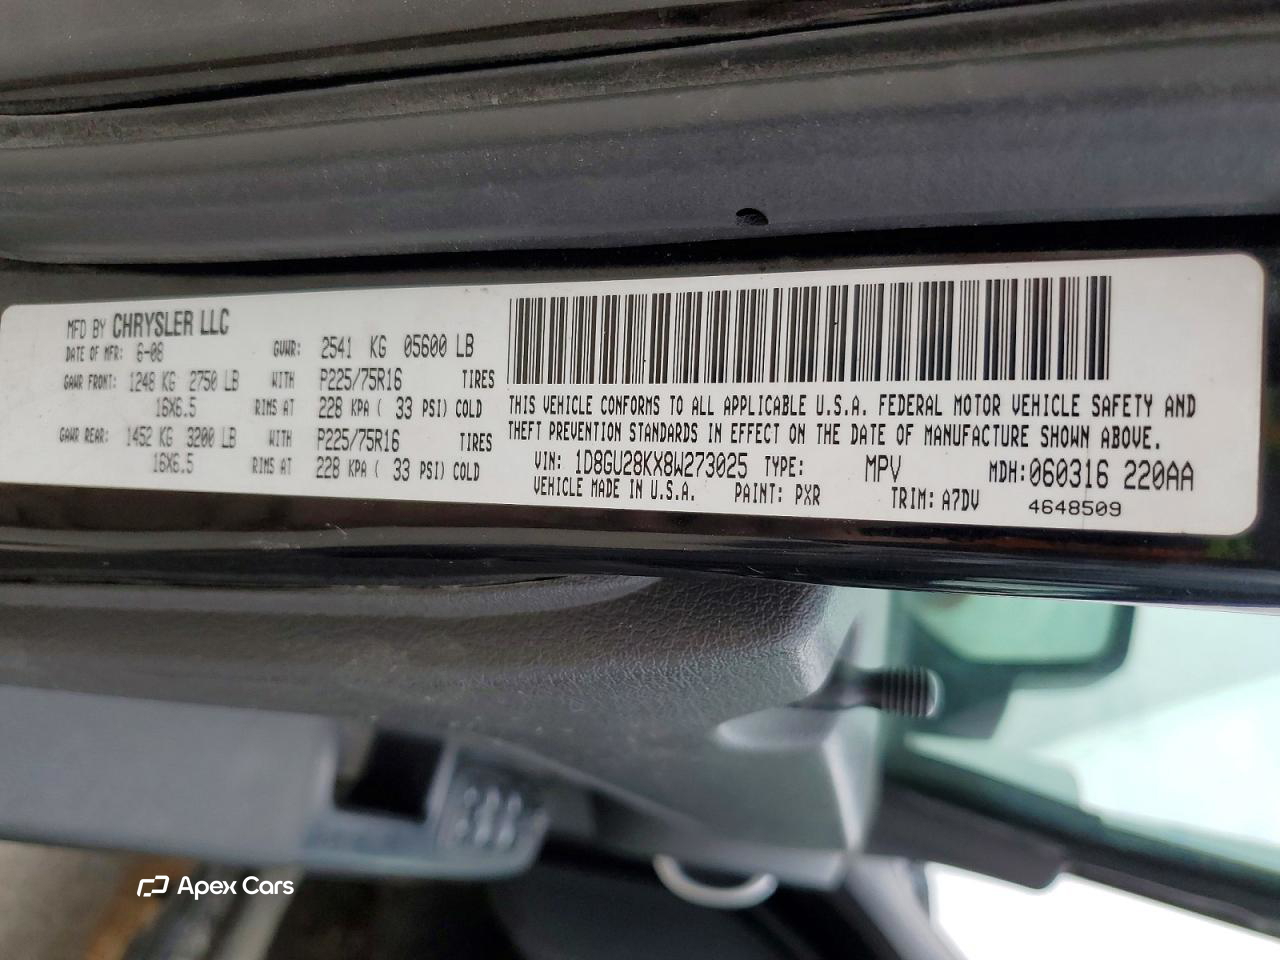 MFD BY CHRYSLER LLC
DATE OF MFR: 6-08 GVWR: 2541 KG 05600 LB
GAWR FRONT: 1248 KG 2750 LB WITH P225/75R16 TIRES
16X6.5 RIMS AT 228 KPA ( 33 PSI) COLD
GAWR REAR: 1452 KG 3200 LB WITH P225/75R16 TIRES
16X6.5 RIMS AT 228 KPA ( 33 PSI) COLD
THIS VEHICLE CONFORMS TO ALL APPLICABLE U.S.A. FEDERAL MOTOR VEHICLE SAFETY AND
THEFT PREVENTION STANDARDS IN EFFECT ON THE DATE OF MANUFACTURE SHOWN ABOVE.
VIN: 1D8GU28KX8W273025 TYPE: MPV MDH: 060316 220AA
VEHICLE MADE IN U.S.A. PAINT: PXR TRIM: A7DV 4648509
Apex Cars